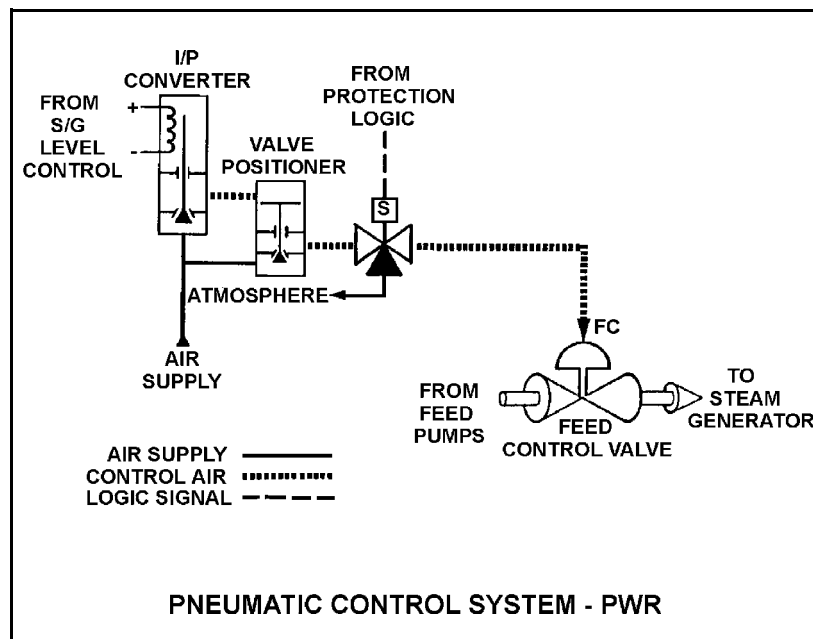 I/P
CONVERTER
FROM
S/G
LEVEL
CONTROL
+
-
VALVE
POSITIONER
FROM
PROTECTION
LOGIC
S
ATMOSPHERE
AIR
SUPPLY
FC
FROM
FEED
PUMPS
FEED
CONTROL VALVE
TO
STEAM
GENERATOR
AIR SUPPLY
CONTROL AIR
LOGIC SIGNAL
PNEUMATIC CONTROL SYSTEM - PWR